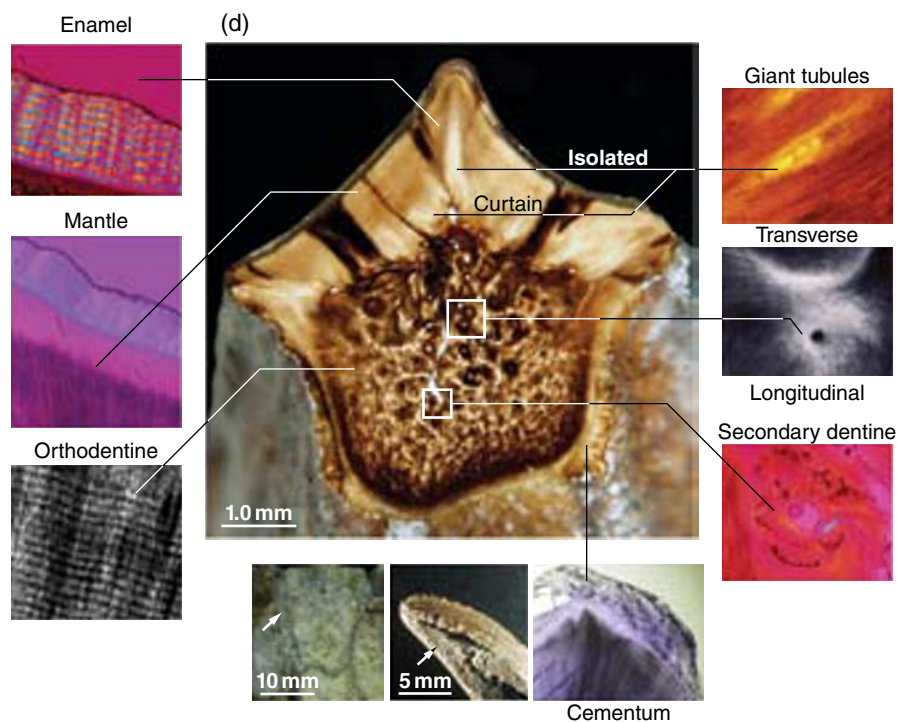 Enamel
(d)
Giant tubules
Isolated
Curtain
Mantle
Transverse
Longitudinal
Orthodentine
Secondary dentine
1.0 mm
10 mm
5 mm
Cementum